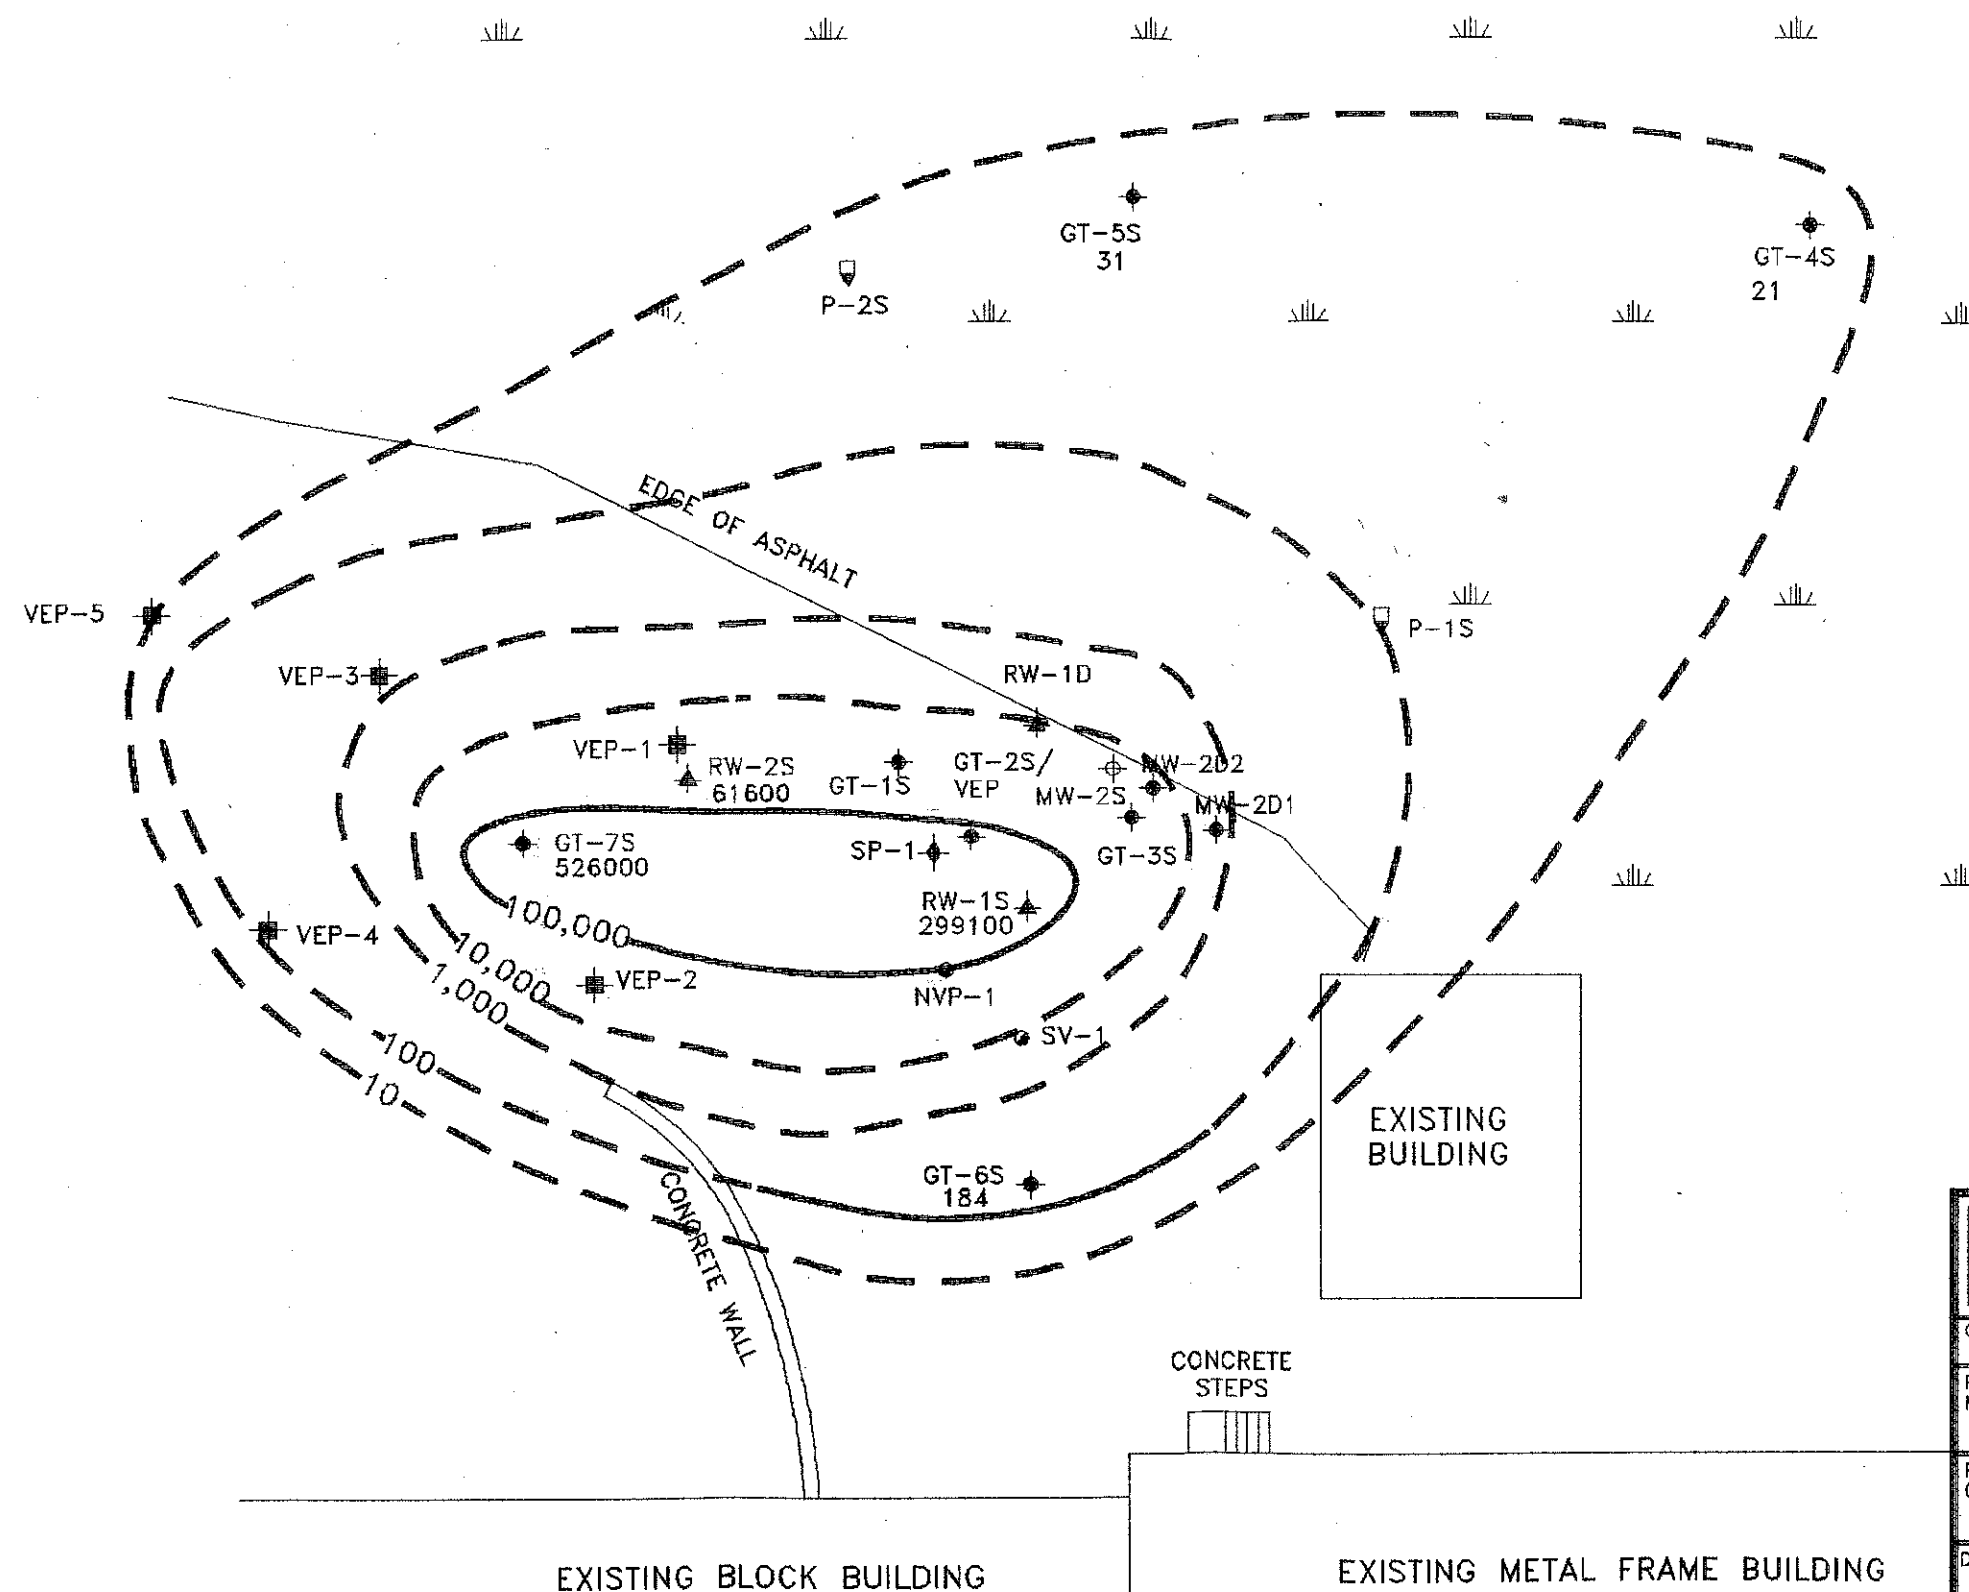 GT-5S
31
GT-4S
21
P-2S
EDGE OF ASPHALT
VEP-5
P-1S
VEP-3
RW-1D
VEP-1
RW-2S
61600
GT-1S
GT-2S/
VEP
MW-2D2
MW-2S
MW-2D1
GT-7S
526000
SP-1
GT-3S
RW-1S
299100
100,000
VEP-4
10,000
VEP-2
1,000
NVP-1
SV-1
100
10
EXISTING
BUILDING
GT-6S
184
CONCRETE WALL
CONCRETE
STEPS
EXISTING BLOCK BUILDING
EXISTING METAL FRAME BUILDING